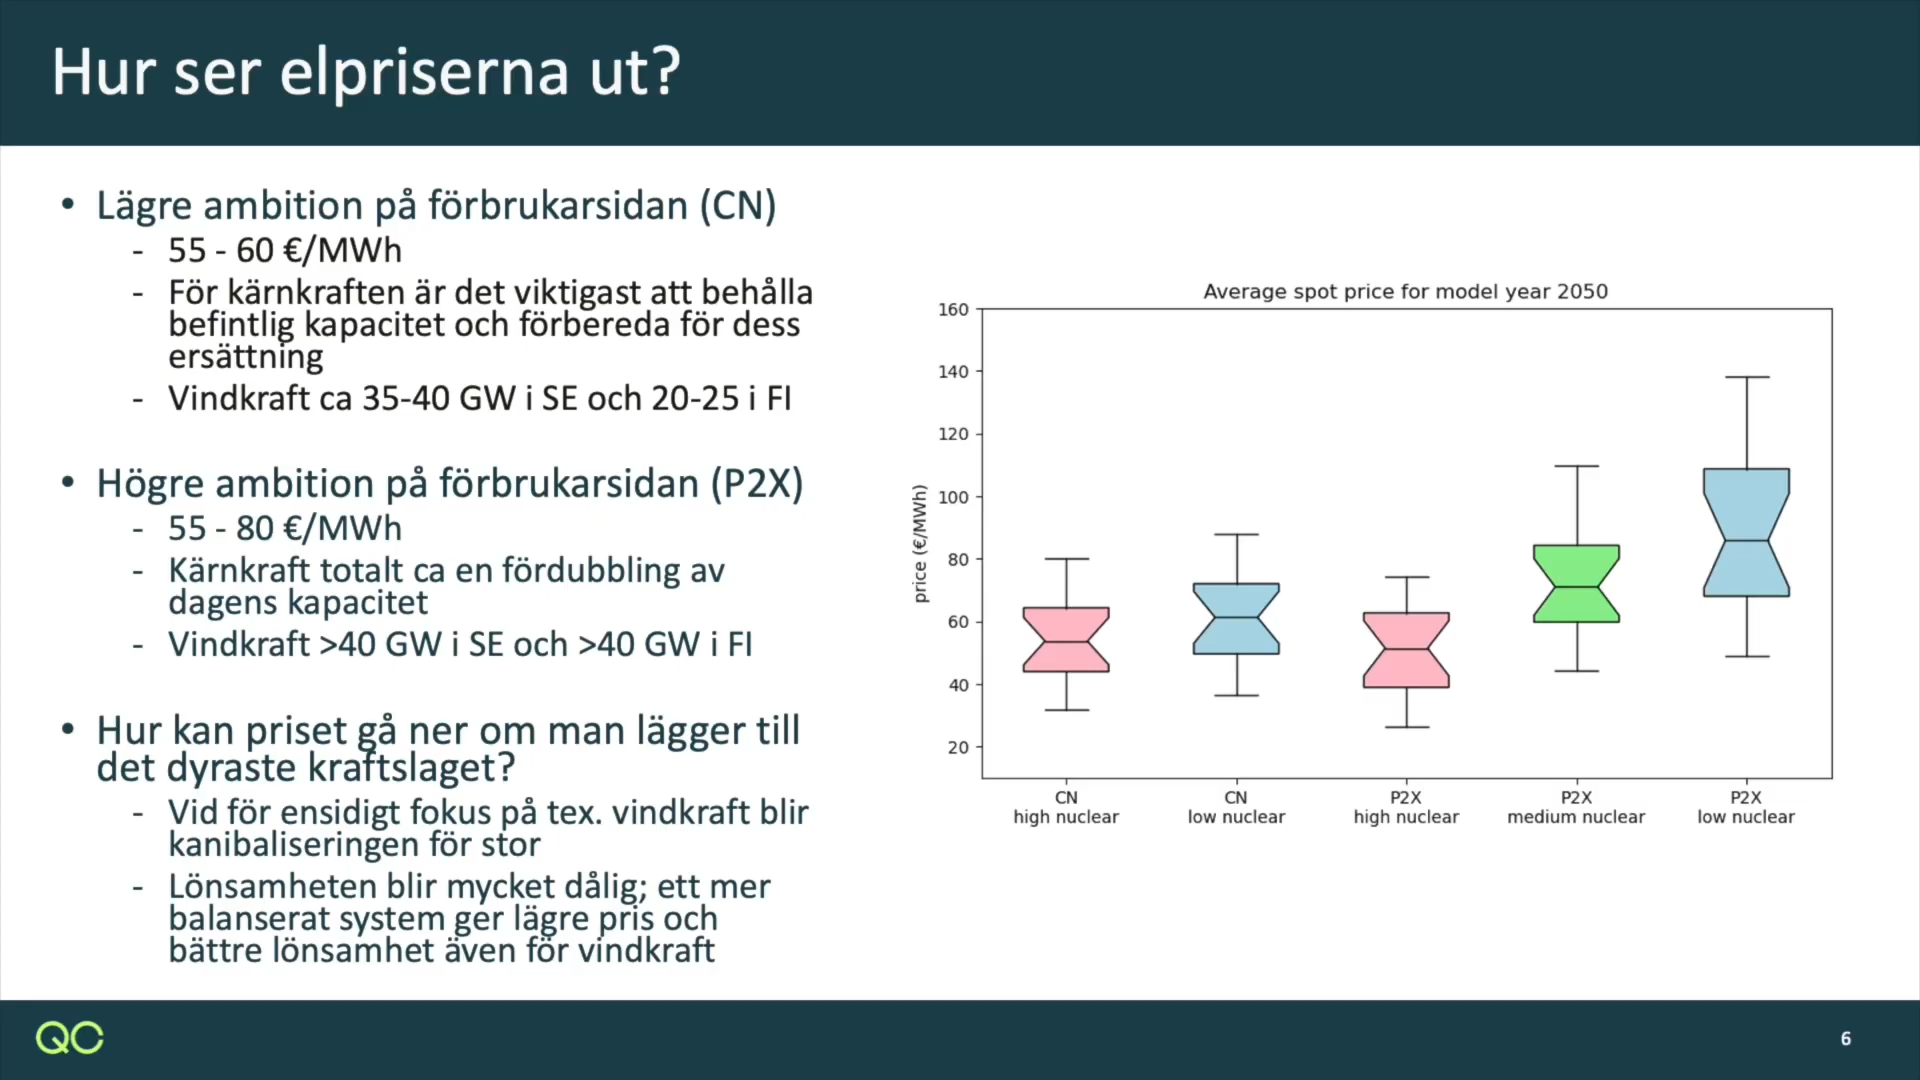 Hur ser elpriserna ut?
• Lägre ambition på förbrukarsidan (CN)
- 55 - 60 €/MWh
- För kärnkraften är det viktigast att behålla
befintlig kapacitet och förbereda för dess
ersättning
- Vindkraft ca 35-40 GW i SE och 20-25 i FI
• Högre ambition på förbrukarsidan (P2X)
- 55 - 80 €/MWh
- Kärnkraft totalt ca en fördubbling av
dagens kapacitet
- Vindkraft >40 GW i SE och >40 GW i FI
• Hur kan priset gå ner om man lägger till
det dyraste kraftslaget?
- Vid för ensidigt fokus på tex. vindkraft blir
kanibaliseringen för stor
- Lönsamheten blir mycket dålig; ett mer
balanserat system ger lägre pris och
bättre lönsamhet även för vindkraft
Average spot price for model year 2050
price (€/MWh)
160
140
120
100
80
60
40
20
CN
high nuclear
CN
low nuclear
P2X
high nuclear
P2X
medium nuclear
P2X
low nuclear
QC
6